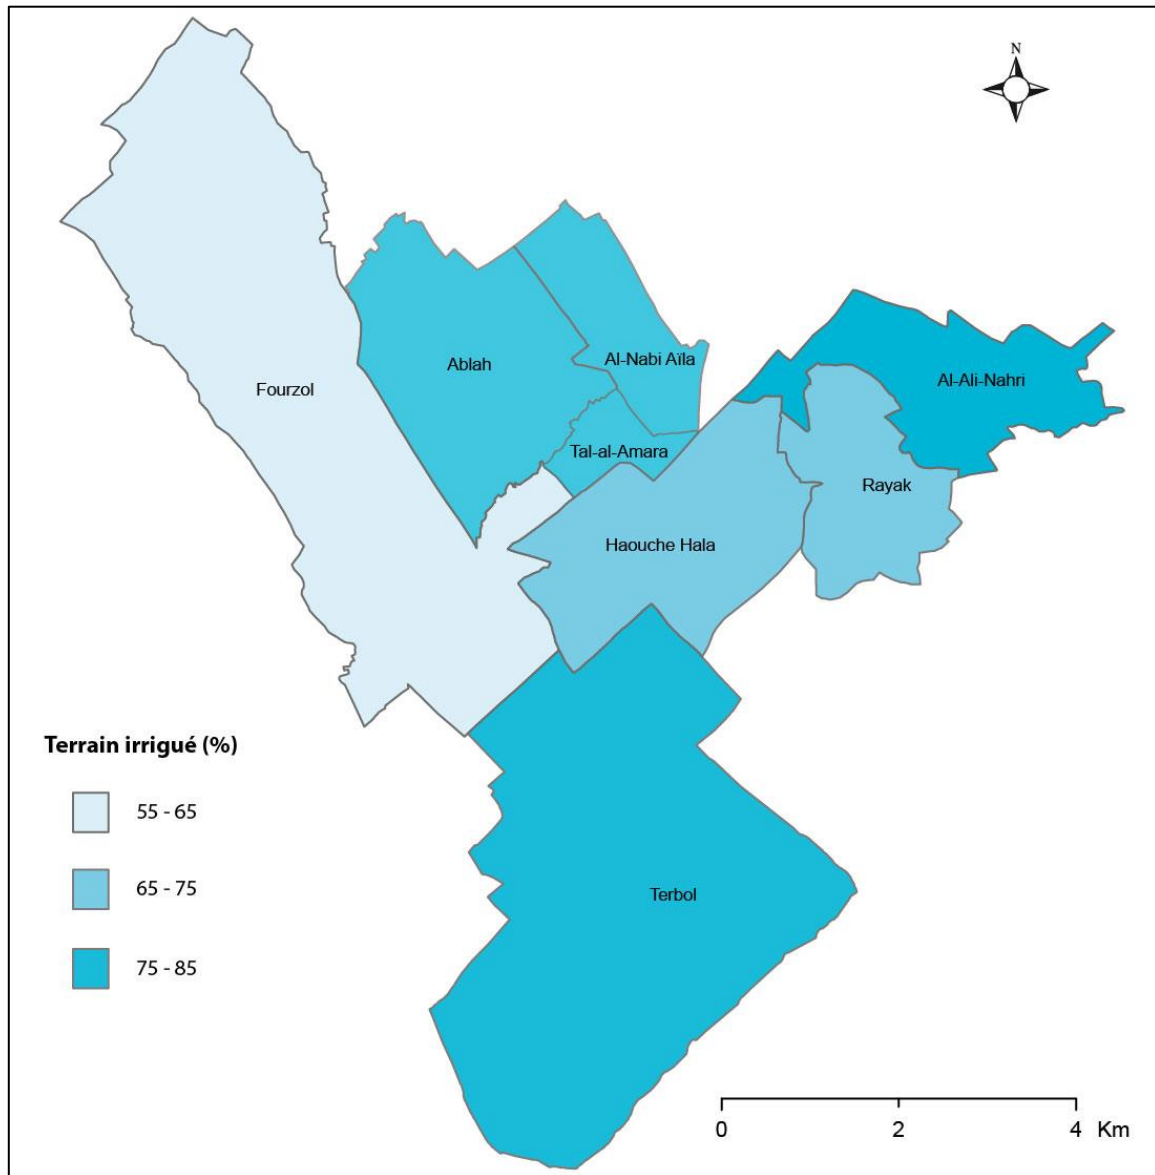 N
Al-Nabi Aïla
Ablah
Al-Ali-Nahri
Fourzol
Tal-al-Amara
Rayak
Haouche Hala
Terrain irrigué (%)
55 - 65
65 - 75
75 - 85
Terbol
0 2 4 Km